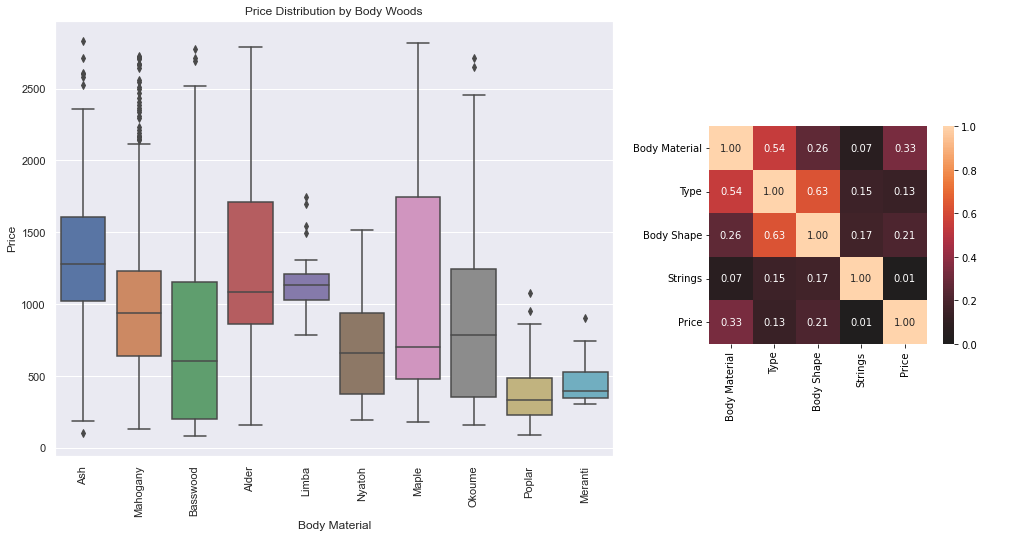 Price Distribution by Body Woods
Price
2500
2000
1500
1000
500
0
Ash
Mahogany
Basswood
Alder
Limba
Nyatoh
Maple
Okoume
Poplar
Meranti
Body Material
Body Material 1.00 0.54 0.26 0.07 0.33
Type 0.54 1.00 0.63 0.15 0.13
Body Shape 0.26 0.63 1.00 0.17 0.21
Strings 0.07 0.15 0.17 1.00 0.01
Price 0.33 0.13 0.21 0.01 1.00
Body Material
Type
Body Shape
Strings
Price
1.0
0.8
0.6
0.4
0.2
0.0